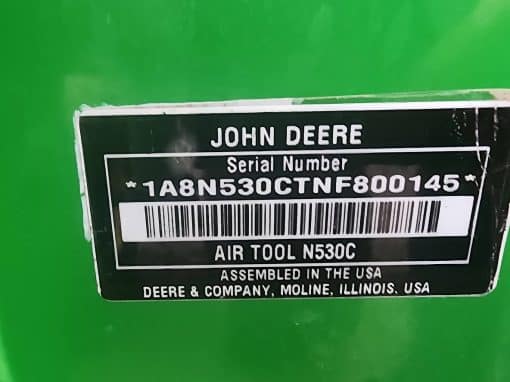 JOHN DEERE
Serial Number
*1A8N530CTNF800145*
AIR TOOL N530C
ASSEMBLED IN THE USA
DEERE & COMPANY, MOLINE, ILLINOIS. USA